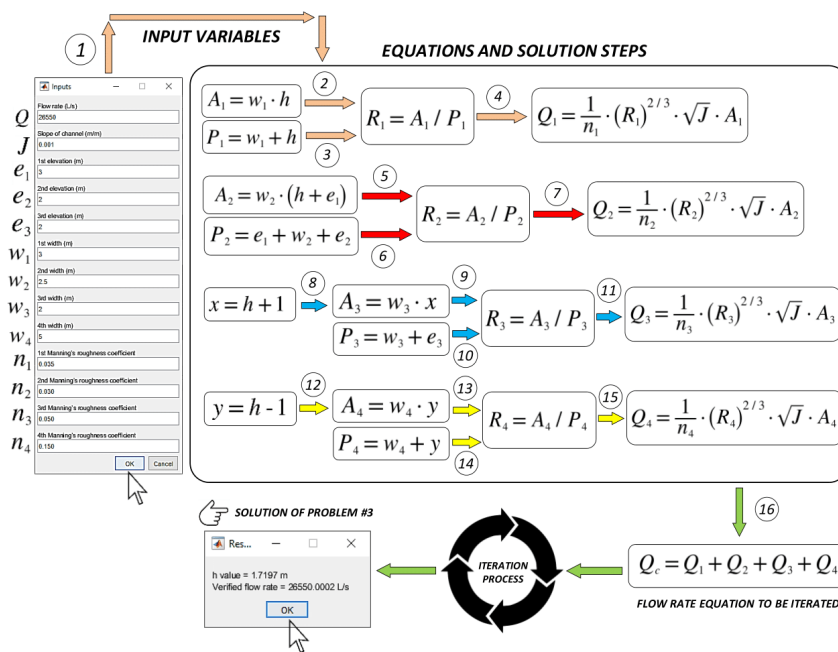 1
INPUT VARIABLES
EQUATIONS AND SOLUTION STEPS
Inputs
Q
Flow rate (L/s)
26550
J
Slope of channel (m/m)
0.001
e₁
1st elevation (m)
3
e₂
2nd elevation (m)
2
e₃
3rd elevation (m)
2
w₁
1st width (m)
3
w₂
2nd width (m)
2.5
w₃
3rd width (m)
2
w₄
4th width (m)
5
n₁
1st Manning's roughness coefficient
0.035
n₂
2nd Manning's roughness coefficient
0.030
n₃
3rd Manning's roughness coefficient
0.050
n₄
4th Manning's roughness coefficient
0.150
OK Cancel
A₁ = w₁ · h
2
P₁ = w₁ + h
3
R₁ = A₁ / P₁
4
Q₁ = 1/n₁ · (R₁)^2/3 · √J · A₁
A₂ = w₂ · (h + e₁)
5
P₂ = e₁ + w₂ + e₂
6
R₂ = A₂ / P₂
7
Q₂ = 1/n₂ · (R₂)^2/3 · √J · A₂
x = h + 1
8
A₃ = w₃ · x
9
P₃ = w₃ + e₃
10
R₃ = A₃ / P₃
11
Q₃ = 1/n₃ · (R₃)^2/3 · √J · A₃
y = h - 1
12
A₄ = w₄ · y
13
P₄ = w₄ + y
14
R₄ = A₄ / P₄
15
Q₄ = 1/n₄ · (R₄)^2/3 · √J · A₄
16
Q_c = Q₁ + Q₂ + Q₃ + Q₄
FLOW RATE EQUATION TO BE ITERATED
ITERATION
PROCESS
SOLUTION OF PROBLEM #3
Res...
h value = 1.7197 m
Verified flow rate = 26550.0002 L/s
OK